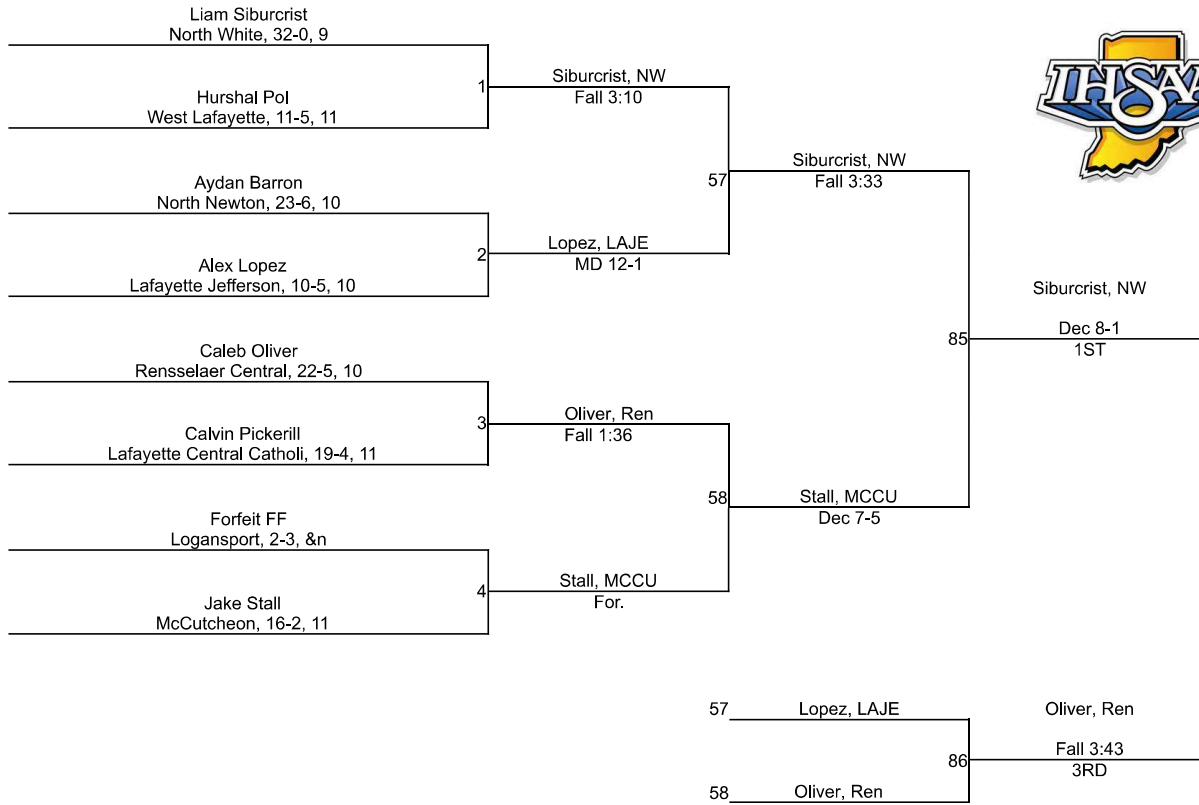 Liam Siburcrist
North White, 32-0, 9
Hurshal Pol
West Lafayette, 11-5, 11
1
Siburcrist, NW
Fall 3:10
Aydan Barron
North Newton, 23-6, 10
Alex Lopez
Lafayette Jefferson, 10-5, 10
2
Lopez, LAJE
MD 12-1
57
Siburcrist, NW
Fall 3:33
Caleb Oliver
Rensselaer Central, 22-5, 10
Calvin Pickerill
Lafayette Central Catholi, 19-4, 11
3
Oliver, Ren
Fall 1:36
Forfeit FF
Logansport, 2-3, &n
Jake Stall
McCutcheon, 16-2, 11
4
Stall, MCCU
For.
58
Stall, MCCU
Dec 7-5
85
Siburcrist, NW
Dec 8-1
1ST
57
Lopez, LAJE
58
Oliver, Ren
86
Oliver, Ren
Fall 3:43
3RD
IHSAA